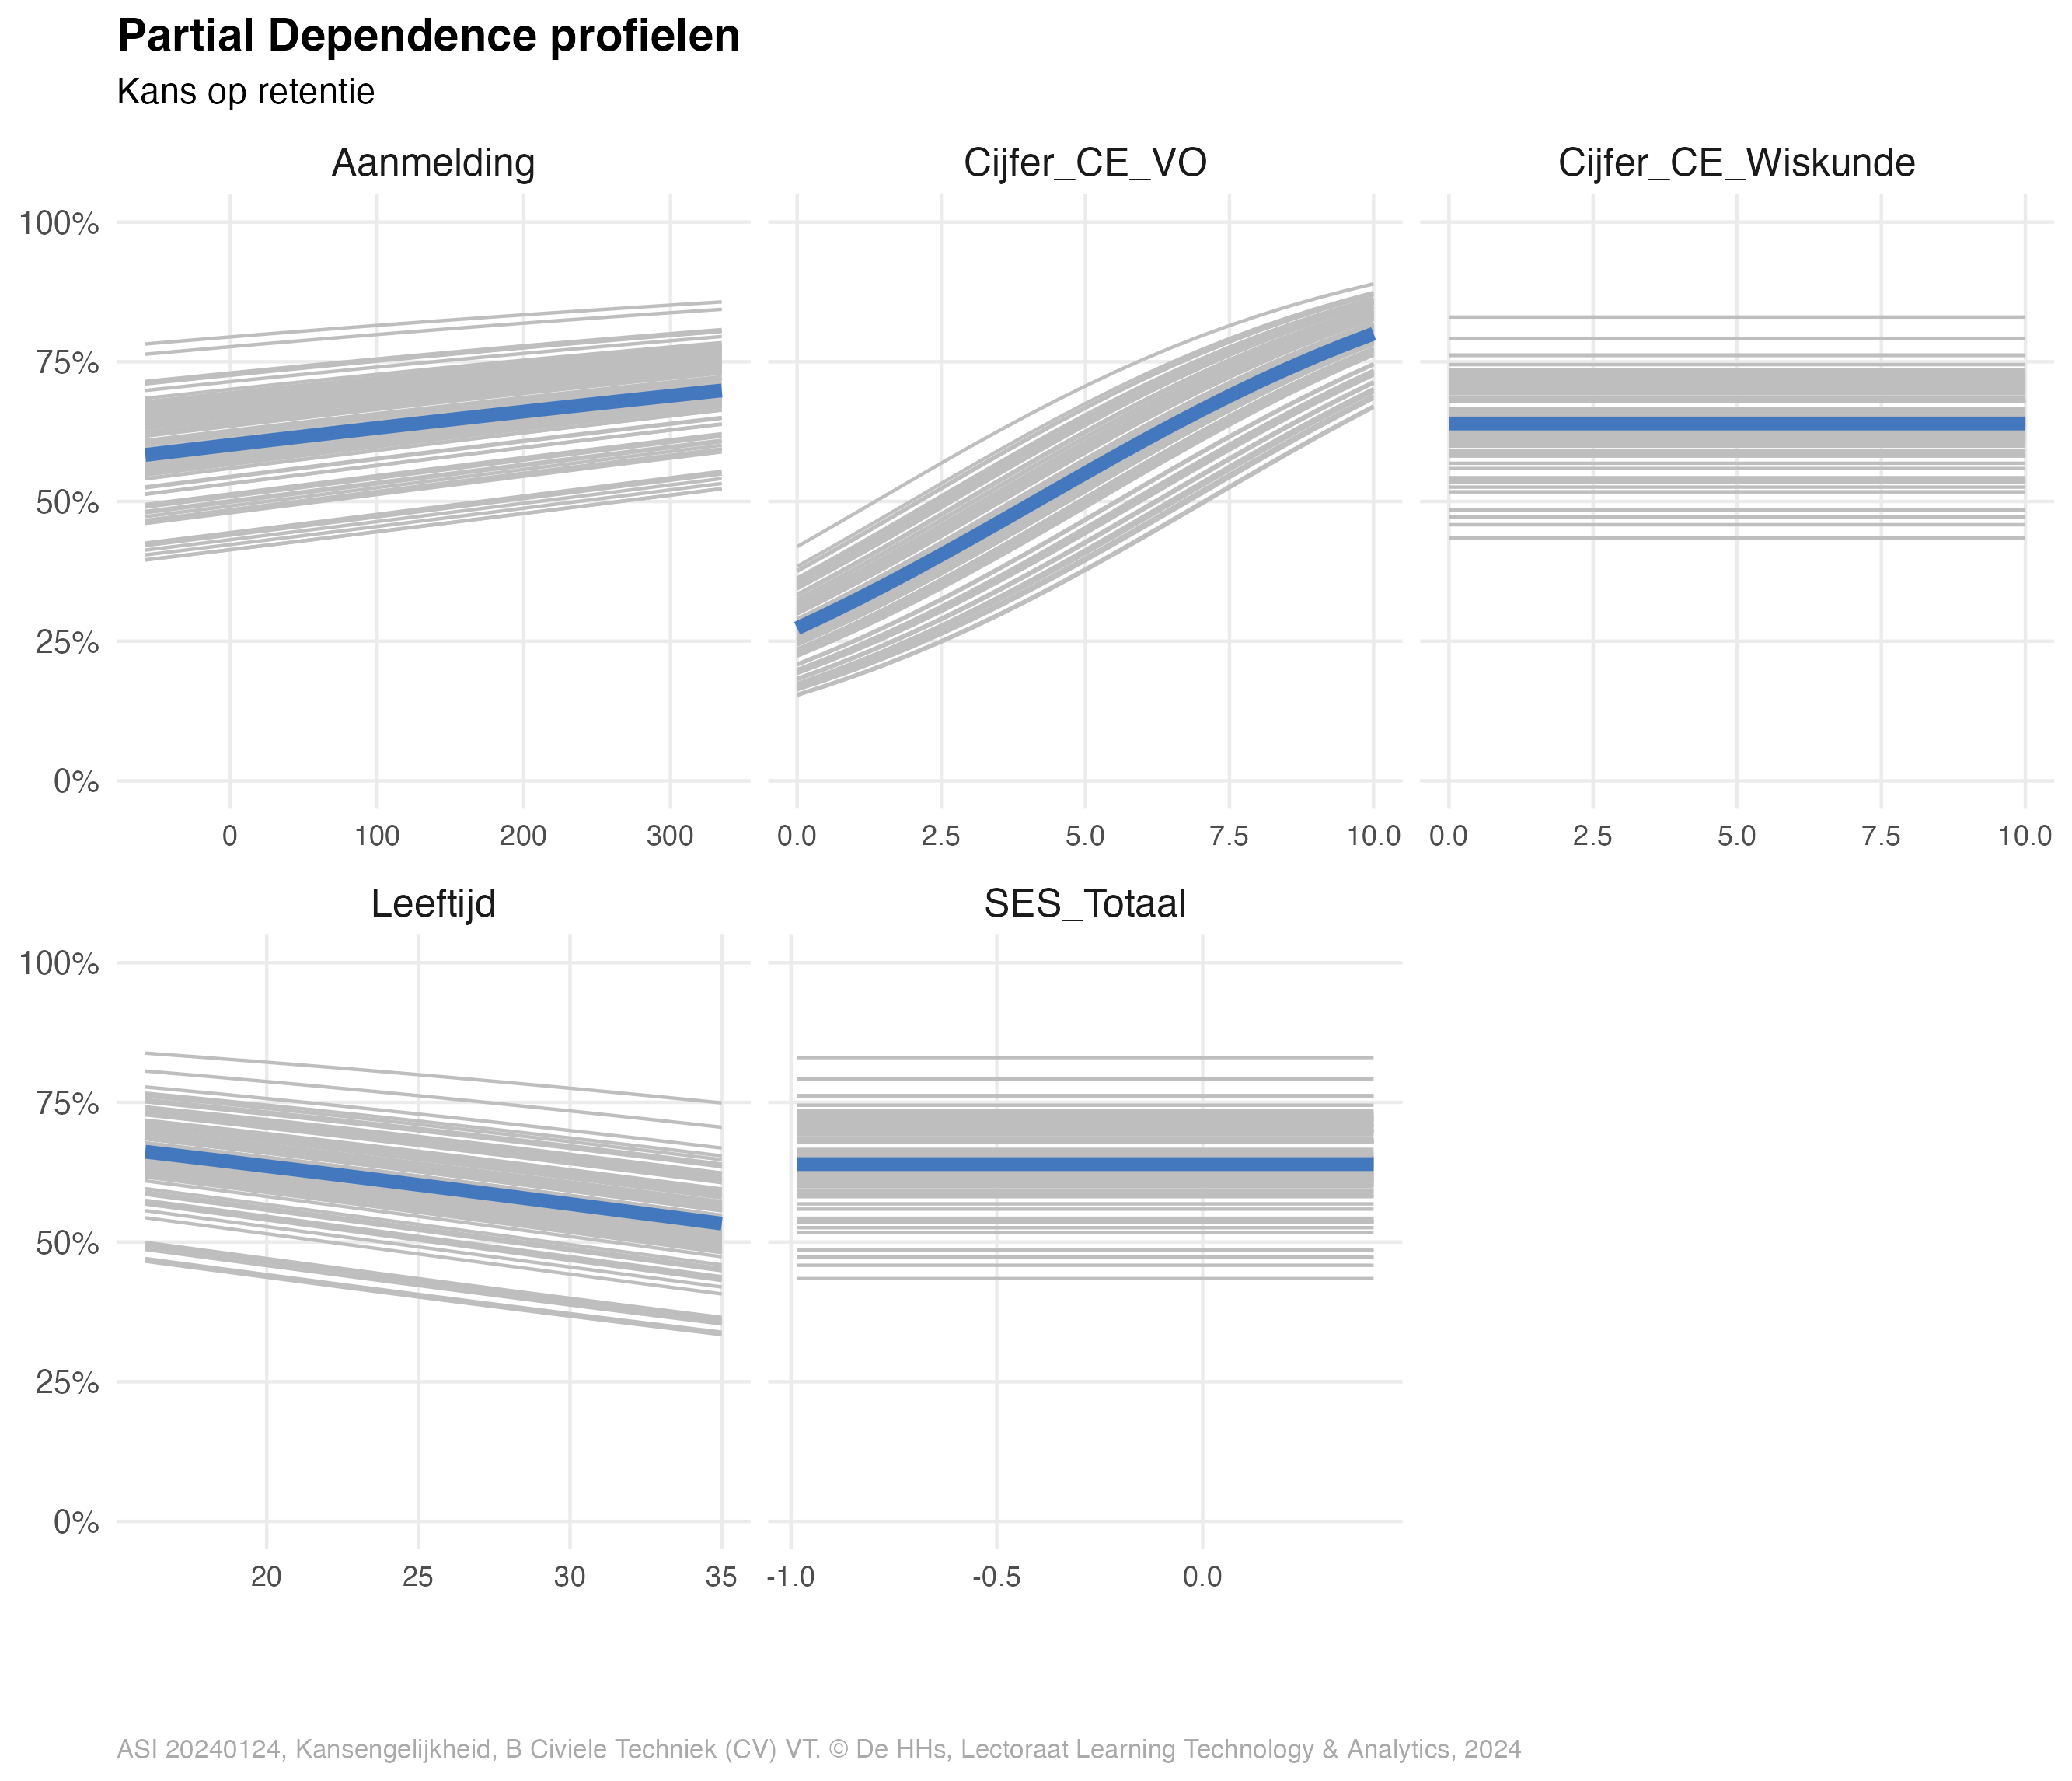 Partial Dependence profielen
Kans op retentie
Aanmelding
Cijfer_CE_VO
Cijfer_CE_Wiskunde
100%
75%
50%
25%
0%
0 100 200 300
0.0 2.5 5.0 7.5 10.0
0.0 2.5 5.0 7.5 10.0
Leeftijd
SES_Totaal
100%
75%
50%
25%
0%
20 25 30 35
-1.0 -0.5 0.0
ASI 20240124, Kansengelijkheid, B Civiele Techniek (CV) VT. © De HHs, Lectoraat Learning Technology & Analytics, 2024